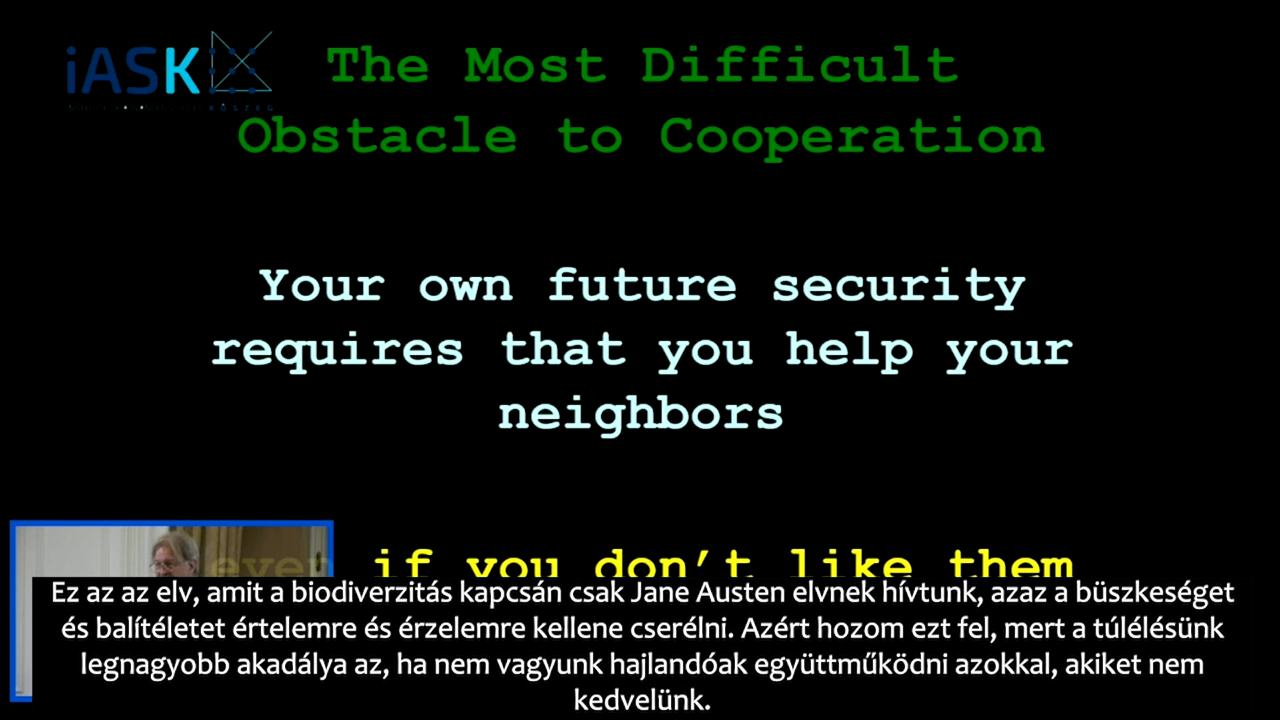 iASK
KŐSZEG
The Most Difficult
Obstacle to Cooperation
Your own future security
requires that you help your
neighbors
even if you don't like them
Ez az az elv, amit a biodiverzitás kapcsán csak Jane Austen elvnek hívtunk, azaz a büszkeséget
és balítéletet értelemre és érzelemre kellene cserélni. Azért hozom ezt fel, mert a túlélésünk
legnagyobb akadálya az, ha nem vagyunk hajlandóak együttműködni azokkal, akiket nem
kedvelünk.